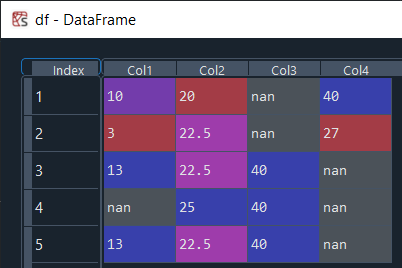 df - DataFrame
Index Col1 Col2 Col3 Col4
1 10 20 nan 40
2 3 22.5 nan 27
3 13 22.5 40 nan
4 nan 25 40 nan
5 13 22.5 40 nan